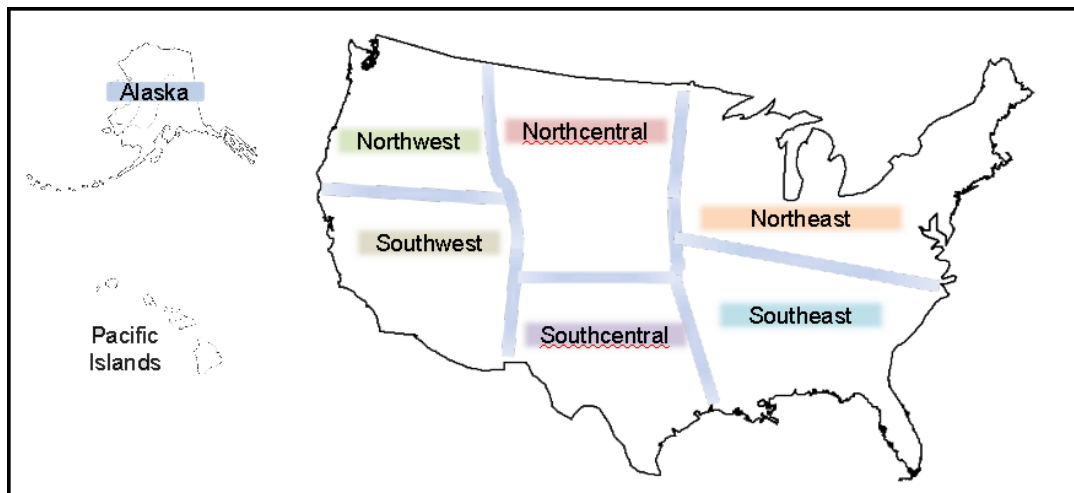 Alaska
Northwest
Northcentral
Northeast
Southwest
Southeast
Southcentral
Pacific
Islands